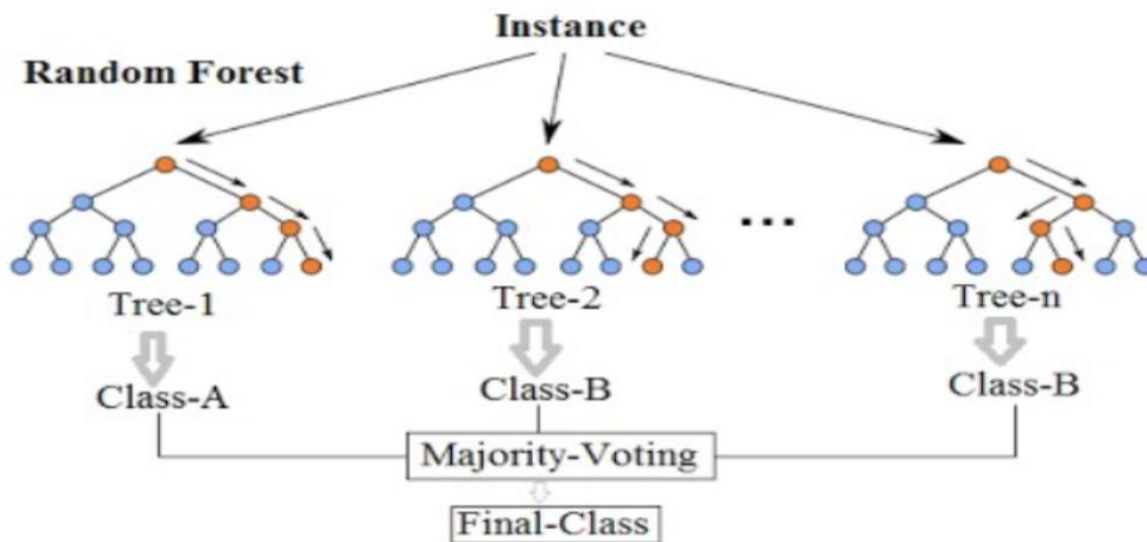 Instance
Random Forest
...
Tree-1 Tree-2 Tree-n
Class-A Class-B Class-B
Majority-Voting
Final-Class